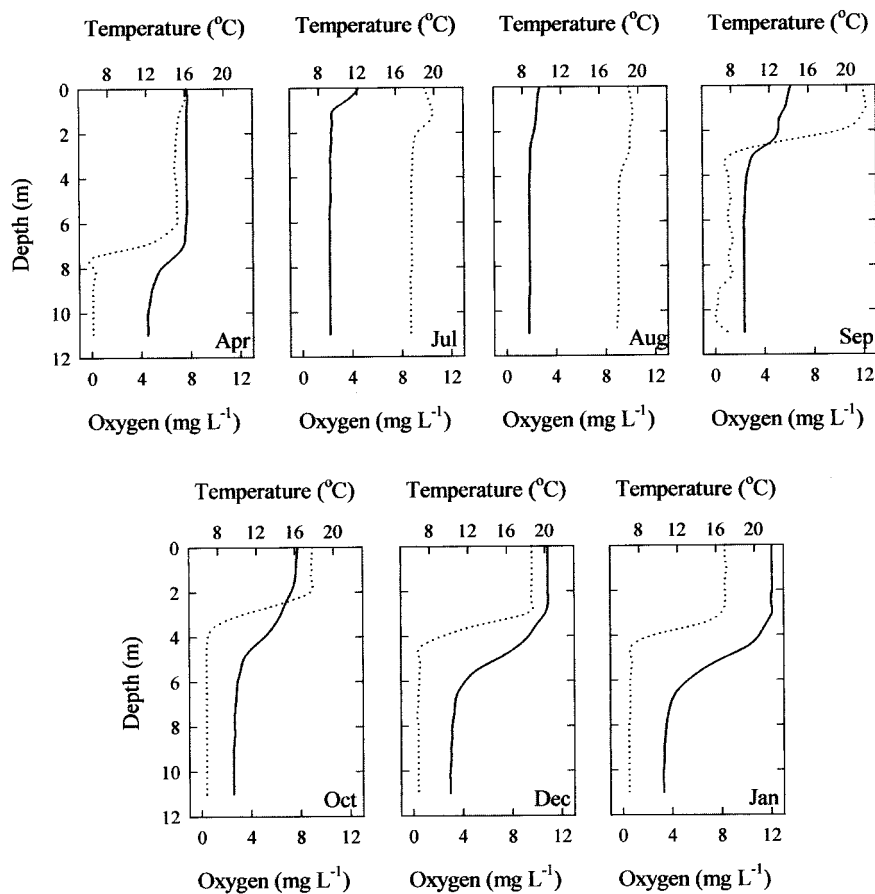 Temperature (°C) Temperature (°C) Temperature (°C) Temperature (°C)
8 12 16 20 8 12 16 20 8 12 16 20 8 12 16 20
0
2
4
6
8
10
12
Depth (m)
Apr Jul Aug Sep
0 4 8 12 0 4 8 12 0 4 8 12 0 4 8 12
Oxygen (mg L⁻¹) Oxygen (mg L⁻¹) Oxygen (mg L⁻¹) Oxygen (mg L⁻¹)
Temperature (°C) Temperature (°C) Temperature (°C)
8 12 16 20 8 12 16 20 8 12 16 20
0
2
4
6
8
10
12
Depth (m)
Oct Dec Jan
0 4 8 12 0 4 8 12 0 4 8 12
Oxygen (mg L⁻¹) Oxygen (mg L⁻¹) Oxygen (mg L⁻¹)